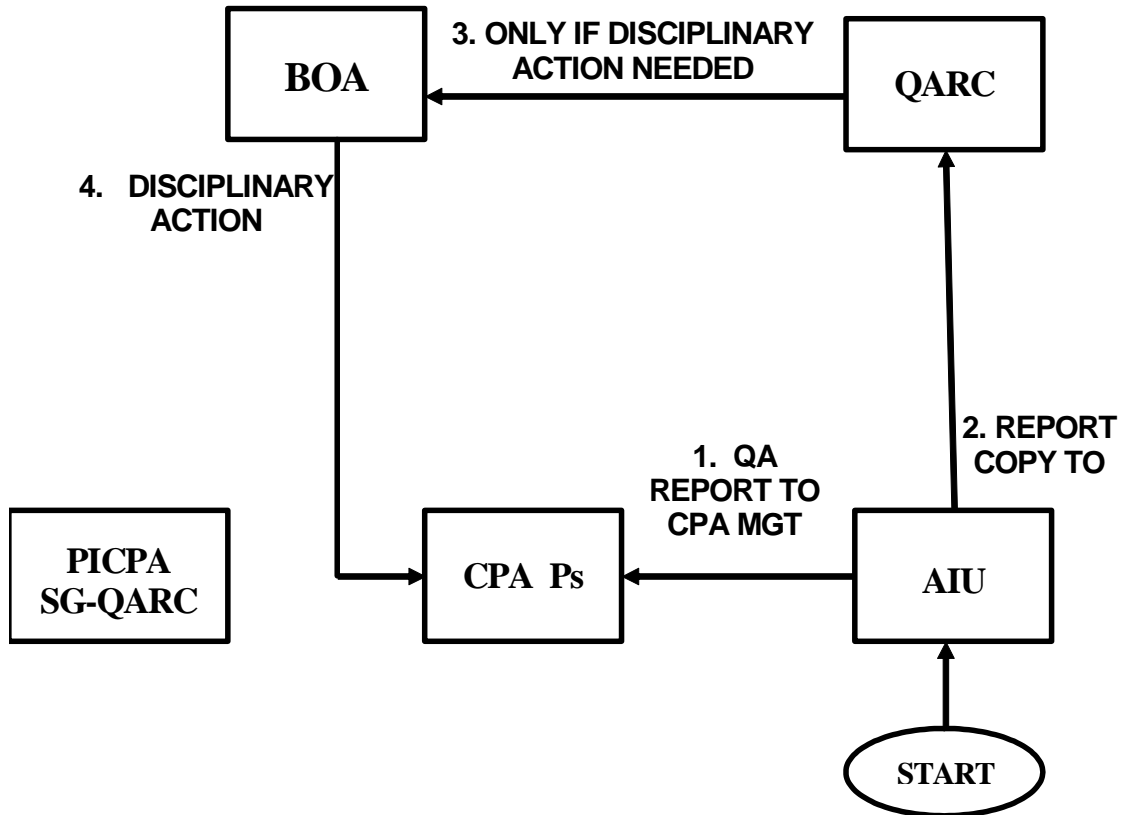 3. ONLY IF DISCIPLINARY
ACTION NEEDED
BOA
QARC
4. DISCIPLINARY
ACTION
2. REPORT
COPY TO
1. QA
REPORT TO
CPA MGT
PICPA
SG-QARC
CPA Ps
AIU
START